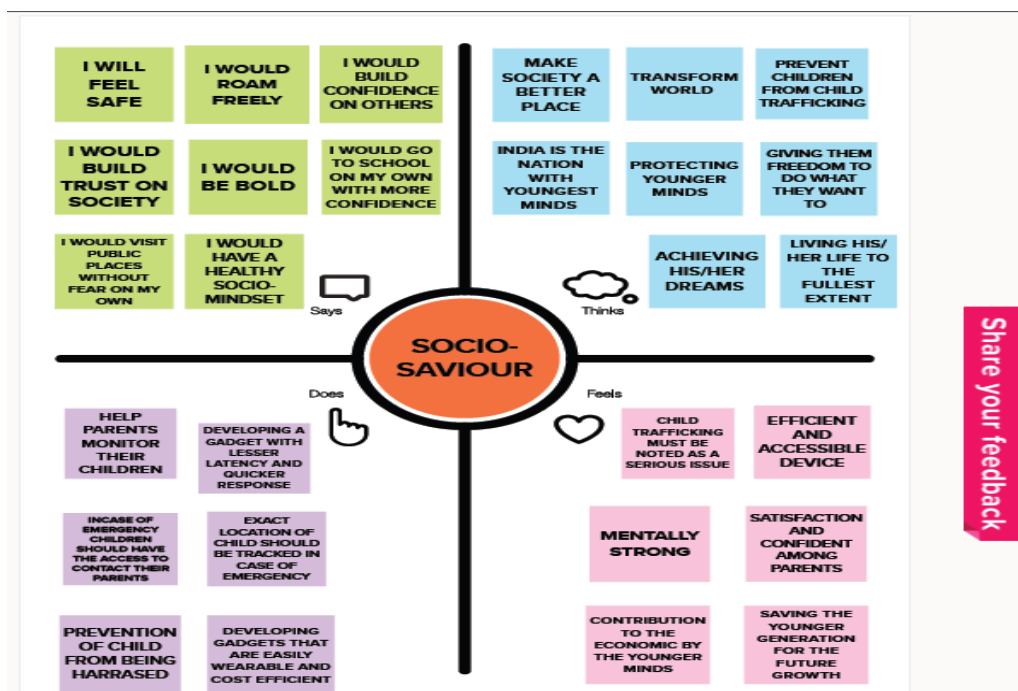 I WILL
FEEL
SAFE
I WOULD
ROAM
FREELY
I WOULD
BUILD
CONFIDENCE
ON OTHERS
I WOULD
BUILD
TRUST ON
SOCIETY
I WOULD
BE BOLD
I WOULD GO
TO SCHOOL
ON MY OWN
WITH MORE
CONFIDENCE
I WOULD VISIT
PUBLIC
PLACES
WITHOUT
FEAR ON MY
OWN
I WOULD
HAVE A
HEALTHY
SOCIO-
MINDSET
Says
MAKE
SOCIETY A
BETTER
PLACE
TRANSFORM
WORLD
PREVENT
CHILDREN
FROM CHILD
TRAFFICKING
INDIA IS THE
NATION
WITH
YOUNGEST
MINDS
PROTECTING
YOUNGER
MINDS
GIVING THEM
FREEDOM TO
DO WHAT
THEY WANT
TO
ACHIEVING
HIS/HER
DREAMS
LIVING HIS/
HER LIFE TO
THE
FULLEST
EXTENT
Thinks
SOCIO-
SAVIOUR
Does
HELP
PARENTS
MONITOR
THEIR
CHILDREN
DEVELOPING A
GADGET WITH
LESSER
LATENCY AND
QUICKER
RESPONSE
INCASE OF
EMERGENCY
CHILDREN
SHOULD HAVE
THE ACCESS TO
CONTACT THEIR
PARENTS
EXACT
LOCATION OF
CHILD SHOULD
BE TRACKED IN
CASE OF
EMERGENCY
PREVENTION
OF CHILD
FROM BEING
HARRASED
DEVELOPING
GADGETS THAT
ARE EASILY
WEARABLE AND
COST EFFICIENT
Feels
CHILD
TRAFFICKING
MUST BE
NOTED AS A
SERIOUS ISSUE
EFFICIENT
AND
ACCESSIBLE
DEVICE
MENTALLY
STRONG
SATISFACTION
AND
CONFIDENT
AMONG
PARENTS
CONTRIBUTION
TO THE
ECONOMIC BY
THE YOUNGER
MINDS
SAVING THE
YOUNGER
GENERATION
FOR THE
FUTURE
GROWTH
Share your feedback